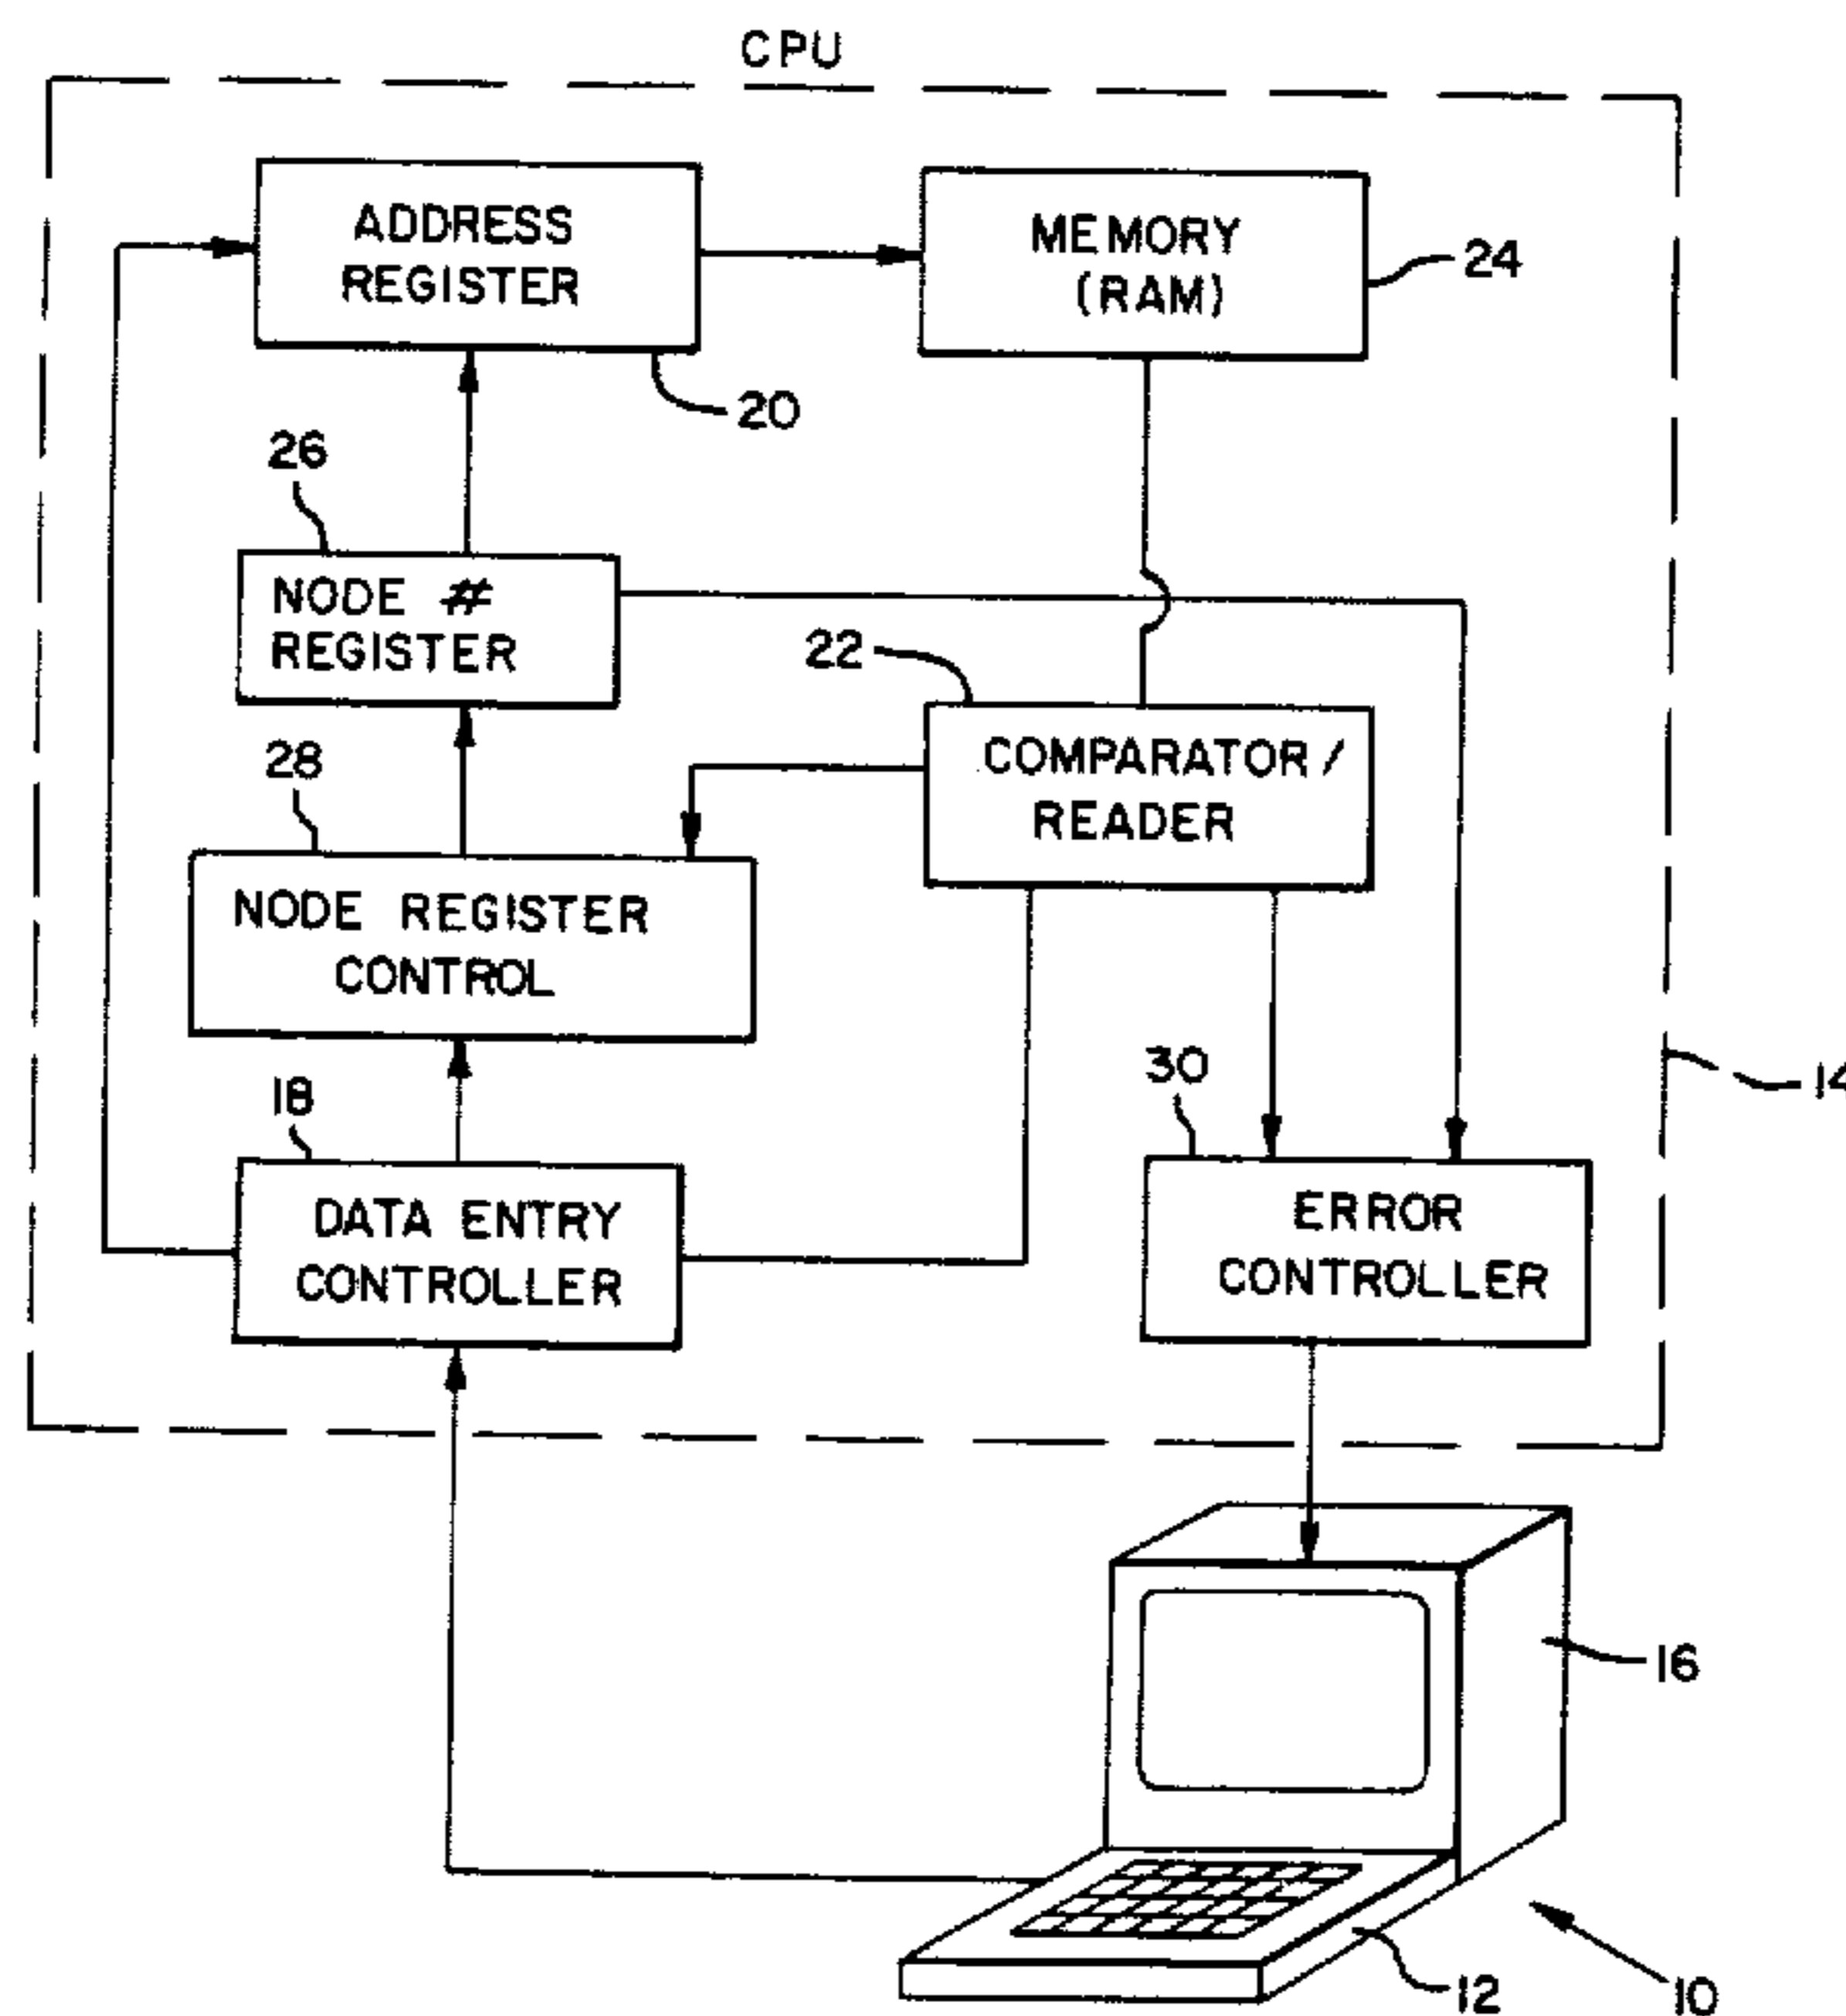 CPU
ADDRESS
REGISTER
MEMORY
(RAM)
24
20
26
NODE #
REGISTER
22
COMPARATOR/
READER
28
NODE REGISTER
CONTROL
30
14
18
DATA ENTRY
CONTROLLER
ERROR
CONTROLLER
16
12
10